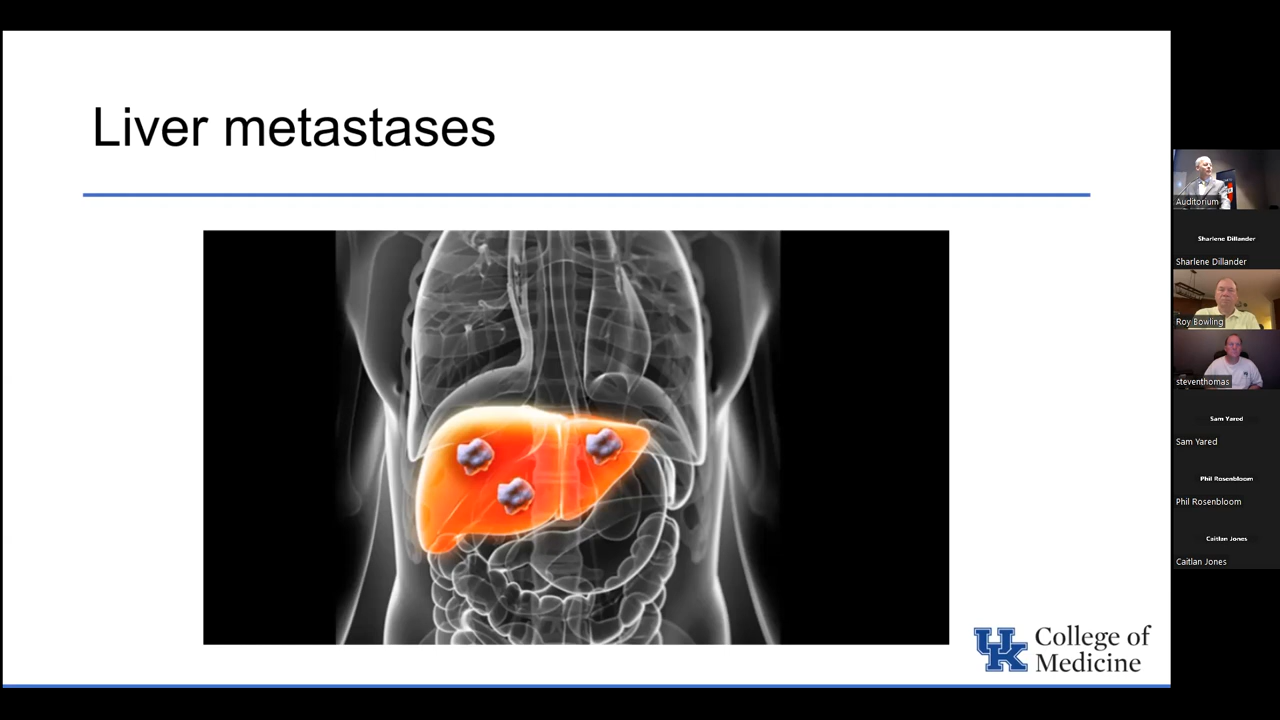 Liver metastases
UK College of
Medicine
Auditorium
Sharlene Dillander
Sharlene Dillander
Roy Bowling
steventhomas
Sam Yared
Sam Yared
Phil Rosenbloom
Phil Rosenbloom
Caitlan Jones
Caitlan Jones